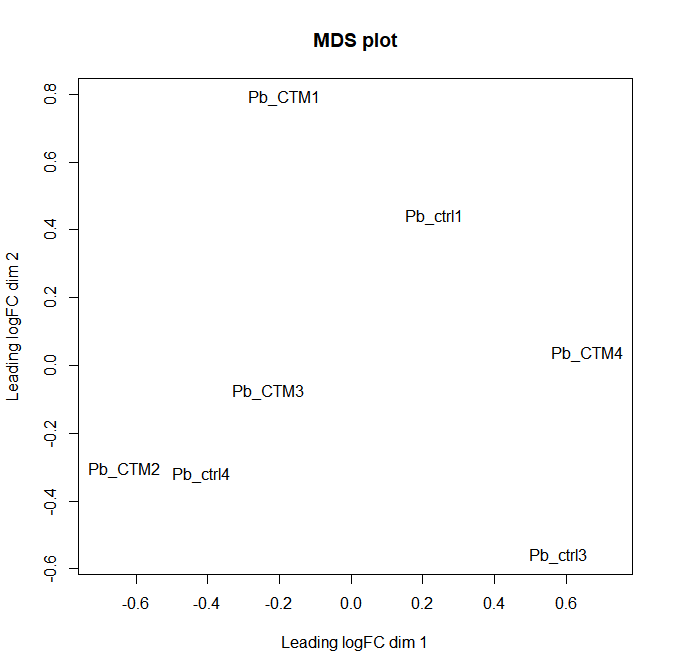 MDS plot
0.8
0.6
0.4
0.2
0.0
-0.2
-0.4
-0.6
Leading logFC dim 2
Pb_CTM1
Pb_ctrl1
Pb_CTM4
Pb_CTM3
Pb_CTM2
Pb_ctrl4
Pb_ctrl3
-0.6 -0.4 -0.2 0.0 0.2 0.4 0.6
Leading logFC dim 1